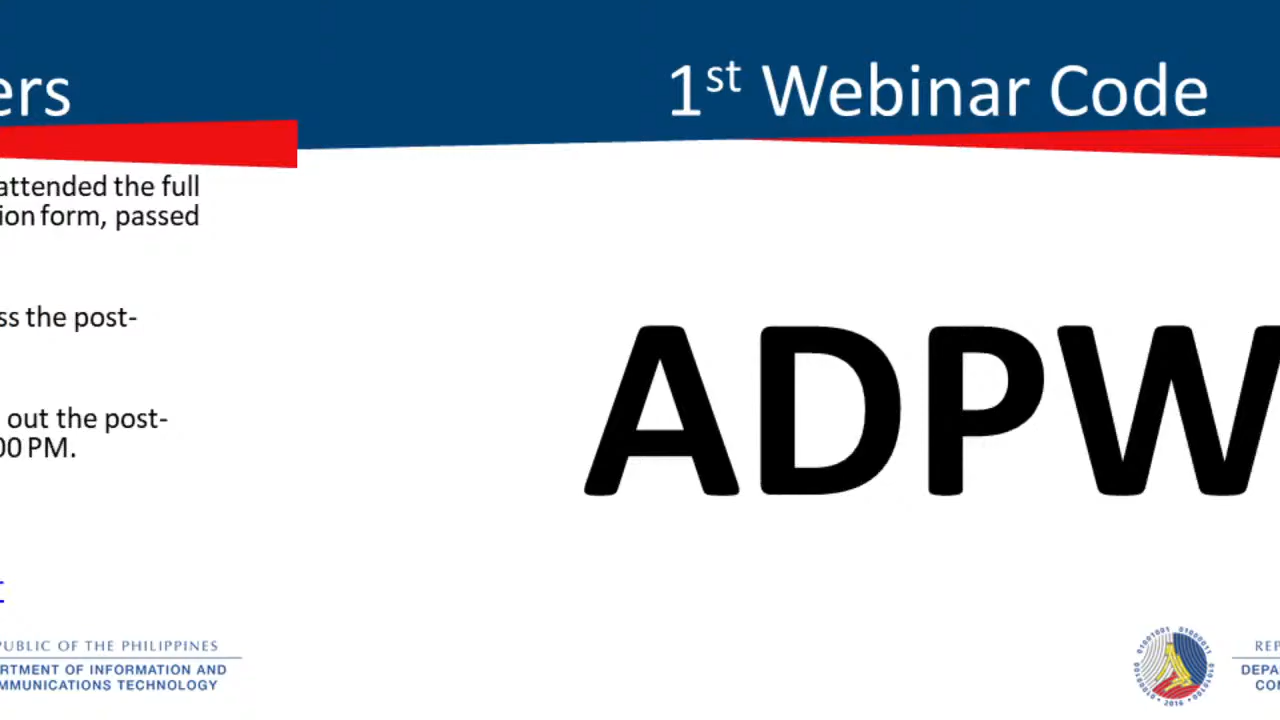 ers
attended the full
ion form, passed
ss the post-
out the post-
00 PM.
PUBLIC OF THE PHILIPPINES
RTMENT OF INFORMATION AND
MMUNICATIONS TECHNOLOGY
1st Webinar Code
ADPW
REP
DEPA
CO